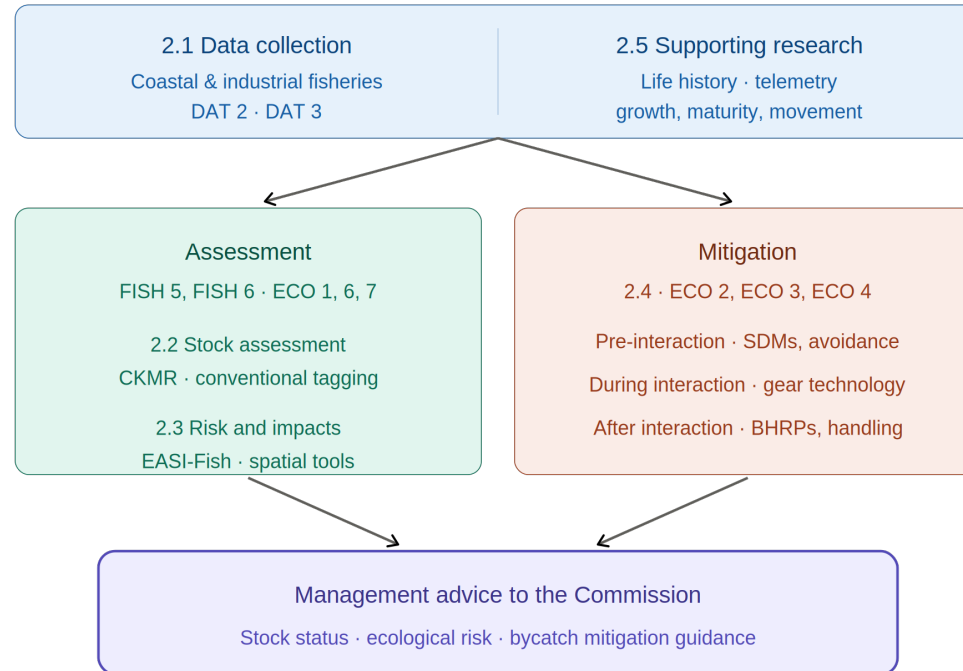 2.1 Data collection
Coastal & industrial fisheries
DAT 2 · DAT 3
2.5 Supporting research
Life history · telemetry
growth, maturity, movement
Assessment
FISH 5, FISH 6 · ECO 1, 6, 7
2.2 Stock assessment
CKMR · conventional tagging
2.3 Risk and impacts
EASI-Fish · spatial tools
Mitigation
2.4 · ECO 2, ECO 3, ECO 4
Pre-interaction · SDMs, avoidance
During interaction · gear technology
After interaction · BHRPs, handling
Management advice to the Commission
Stock status · ecological risk · bycatch mitigation guidance